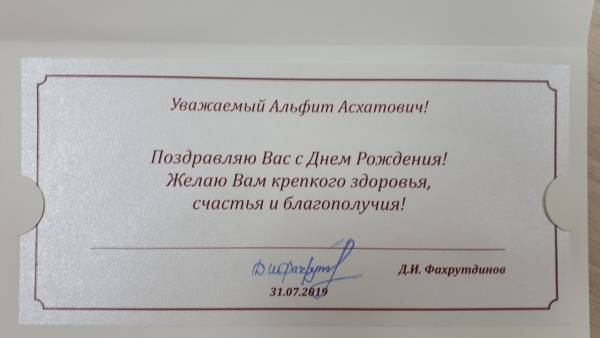 Уважаемый Альфит Асхатович!
Поздравляю Вас с Днем Рождения!
Желаю Вам крепкого здоровья,
счастья и благополучия!
Д.И. Фахрутдинов
31.07.2019